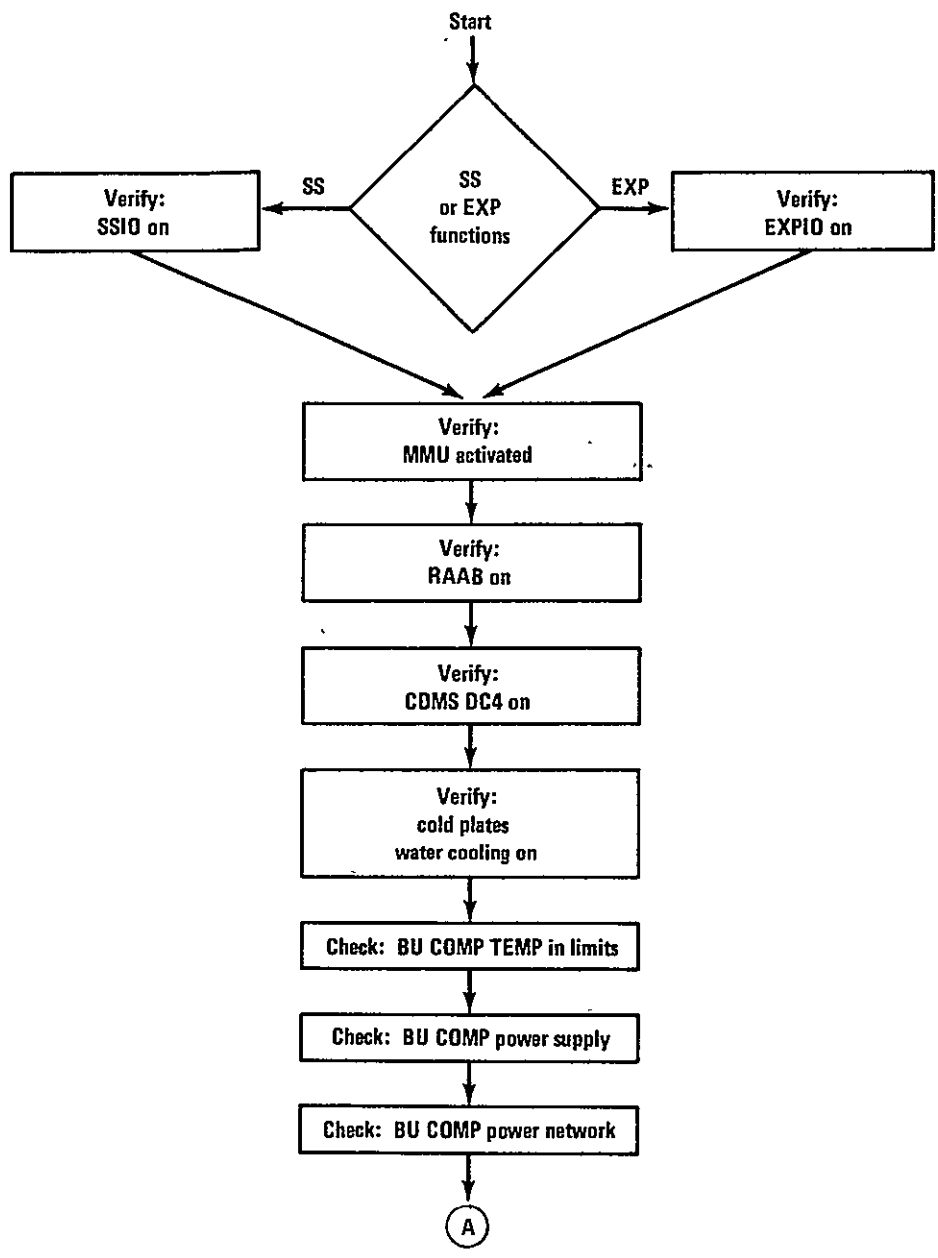 Start
SS
or EXP
functions
SS
EXP
Verify:
SSIO on
Verify:
EXPIO on
Verify:
MMU activated
Verify:
RAAB on
Verify:
CDMS DC4 on
Verify:
cold plates
water cooling on
Check: BU COMP TEMP in limits
Check: BU COMP power supply
Check: BU COMP power network
A